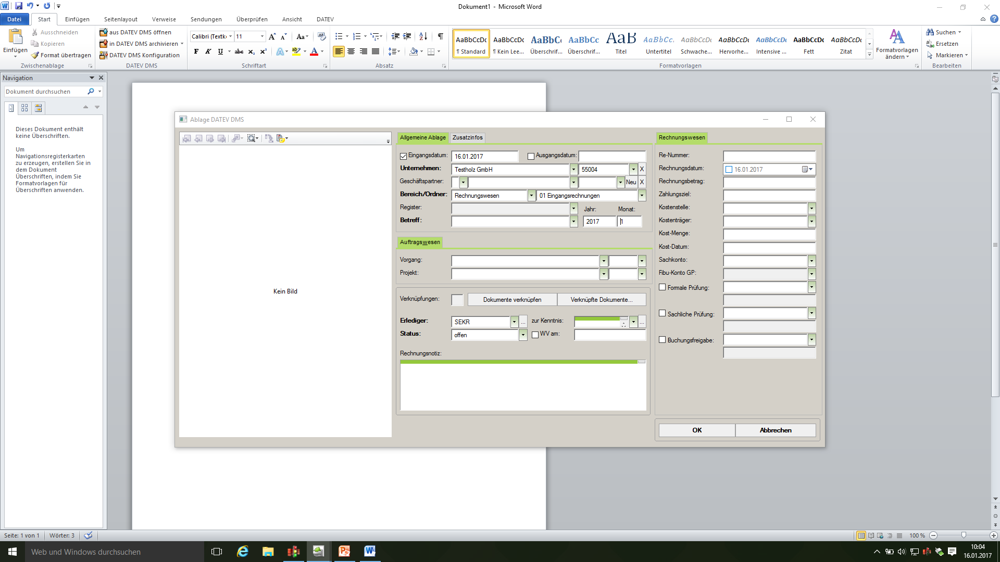 Dokument1 - Microsoft Word
Datei Start Einfügen Seitenlayout Verweise Sendungen Überprüfen Ansicht DATEV
Einfügen
Ausschneiden
Kopieren
Format übertragen
Zwischenablage
aus DATEV DMS öffnen
in DATEV DMS archivieren
DATEV DMS Konfiguration
DATEV DMS
Calibri (Textk 11
F K U abc x₂ x²
Schriftart
Absatz
AaBbCcDc AaBbCcDc AaBbCc AaBbCc AaB AaBbCc. AaBbCcDc AaBbCcDc AaBbCcDc AaBbCcDc AaBbCcDc
¶ Standard ¶ Kein Lee... Überschrif... Überschrif... Titel Untertitel Schwache... Hervorhe... Intensive ... Fett Zitat
Formatvorlagen
Formatvorlagen
ändern
Suchen
Ersetzen
Markieren
Bearbeiten
Navigation
Dokument durchsuchen
Dieses Dokument enthält
keine Überschriften.
Um
Navigationsregisterkarten
zu erzeugen, erstellen Sie in
dem Dokument
Überschriften, indem Sie
Formatvorlagen für
Überschriften anwenden.
Ablage DATEV DMS
Kein Bild
Allgemeine Ablage Zusatzinfos
Eingangsdatum: 16.01.2017 Ausgangsdatum:
Unternehmen: Testholz GmbH 55004 X
Geschäftspartner: Neu X
Bereich/Ordner: Rechnungswesen 01 Eingangsrechnungen
Register: Jahr: Monat:
Betreff: 2017 1
Auftragswesen
Vorgang:
Projekt:
Verknüpfungen: Dokumente verknüpfen Verknüpfte Dokumente...
Erlediger: SEKR ... zur Kenntnis: ...
Status: offen WV am:
Rechnungsnotiz:
Rechnungswesen
Re-Nummer:
Rechnungsdatum: 16.01.2017
Rechnungsbetrag:
Zahlungsziel:
Kostenstelle:
Kostenträger:
Kost-Menge:
Kost-Datum:
Sachkonto:
Fibu-Konto GP:
Formale Prüfung:
Sachliche Prüfung:
Buchungsfreigabe:
OK Abbrechen
Seite: 1 von 1 Wörter: 3 100 %
Web und Windows durchsuchen
10:04
16.01.2017